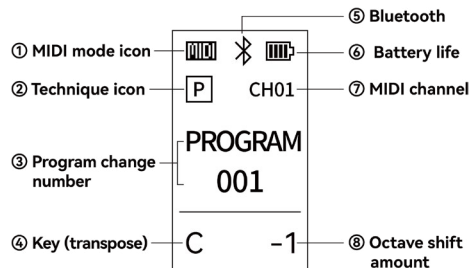 ⑤ Bluetooth
① MIDI mode icon
MIDI
⑥ Battery life
② Technique icon
P
CH01
⑦ MIDI channel
③ Program change
number
PROGRAM
001
④ Key (transpose)
C
-1
⑧ Octave shift
amount